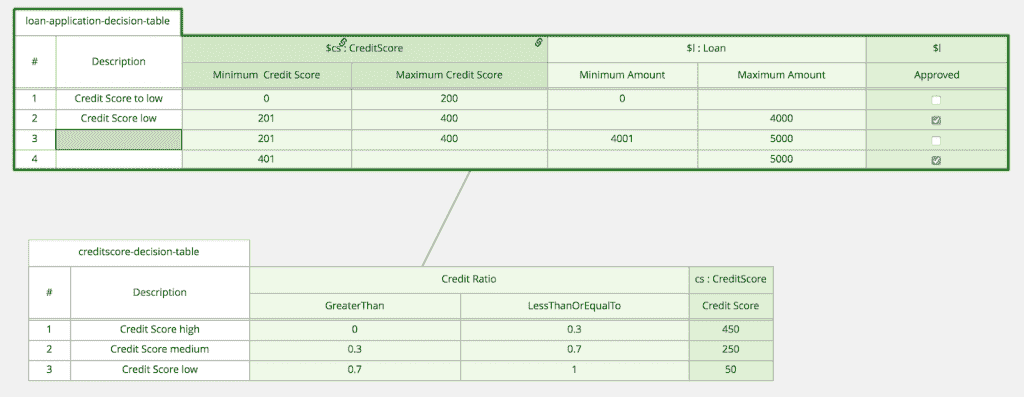 loan-application-decision-table
# Description $cs : CreditScore $l : Loan $l
Minimum Credit Score Maximum Credit Score Minimum Amount Maximum Amount Approved
1 Credit Score to low 0 200 0
2 Credit Score low 201 400 4000
3 201 400 4001 5000
4 401 5000
creditscore-decision-table
# Description Credit Ratio cs : CreditScore
GreaterThan LessThanOrEqualTo Credit Score
1 Credit Score high 0 0.3 450
2 Credit Score medium 0.3 0.7 250
3 Credit Score low 0.7 1 50